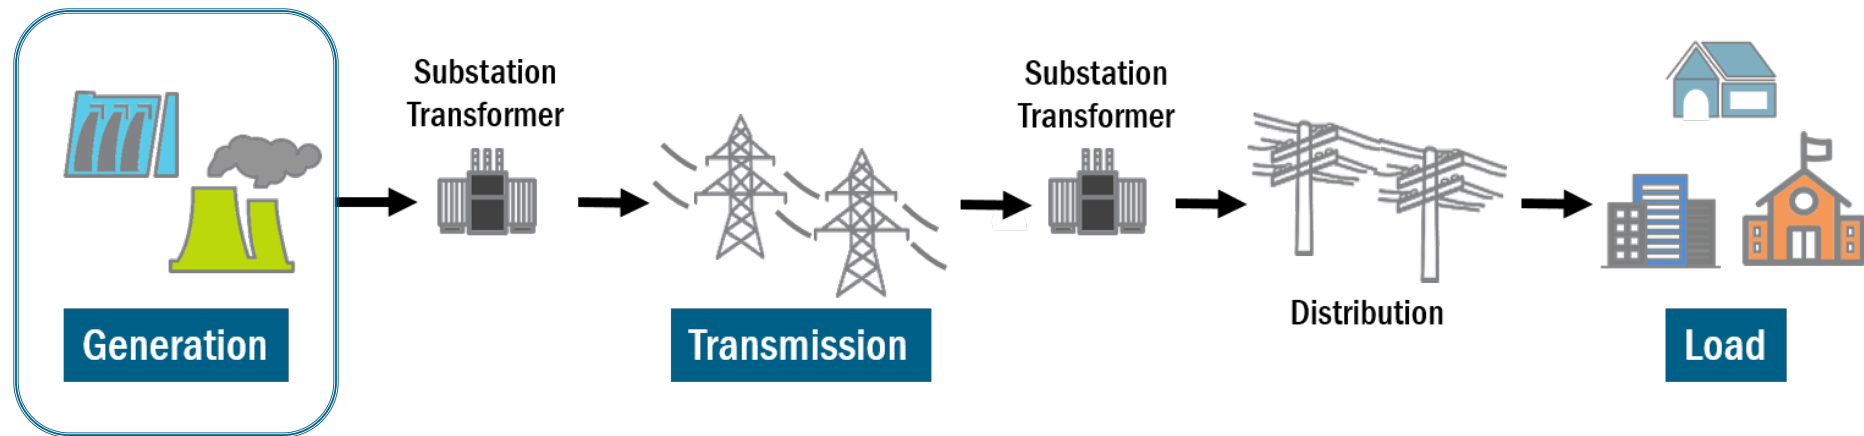 Substation
Transformer
Substation
Transformer
Distribution
Generation
Transmission
Load